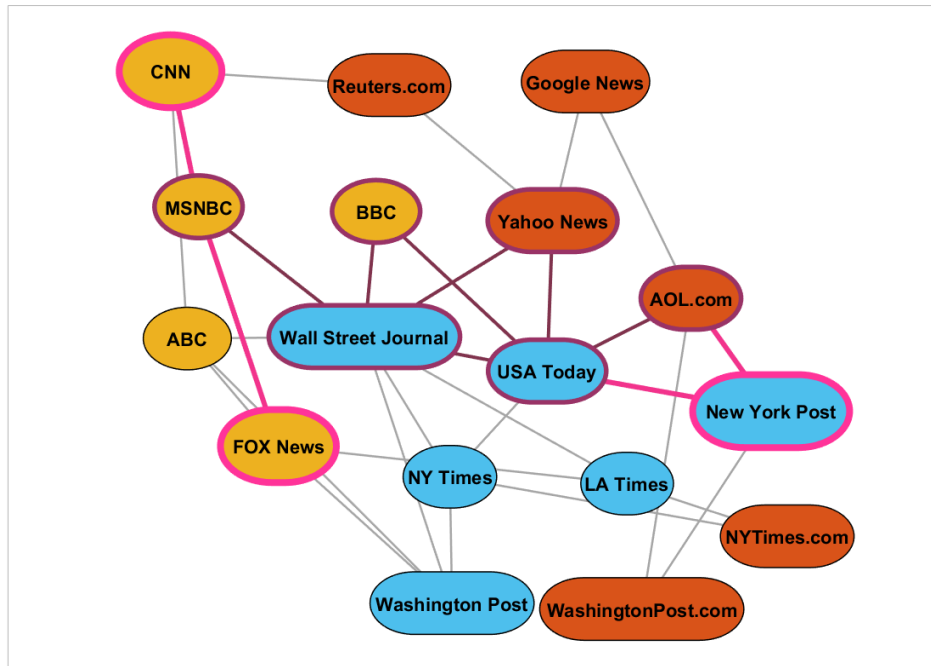 CNN
Reuters.com
Google News
MSNBC
BBC
Yahoo News
AOL.com
ABC
Wall Street Journal
USA Today
New York Post
FOX News
NY Times
LA Times
NYTimes.com
Washington Post
WashingtonPost.com